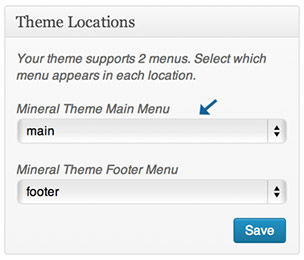 Theme Locations
Your theme supports 2 menus. Select which
menu appears in each location.
Mineral Theme Main Menu
main
Mineral Theme Footer Menu
footer
Save